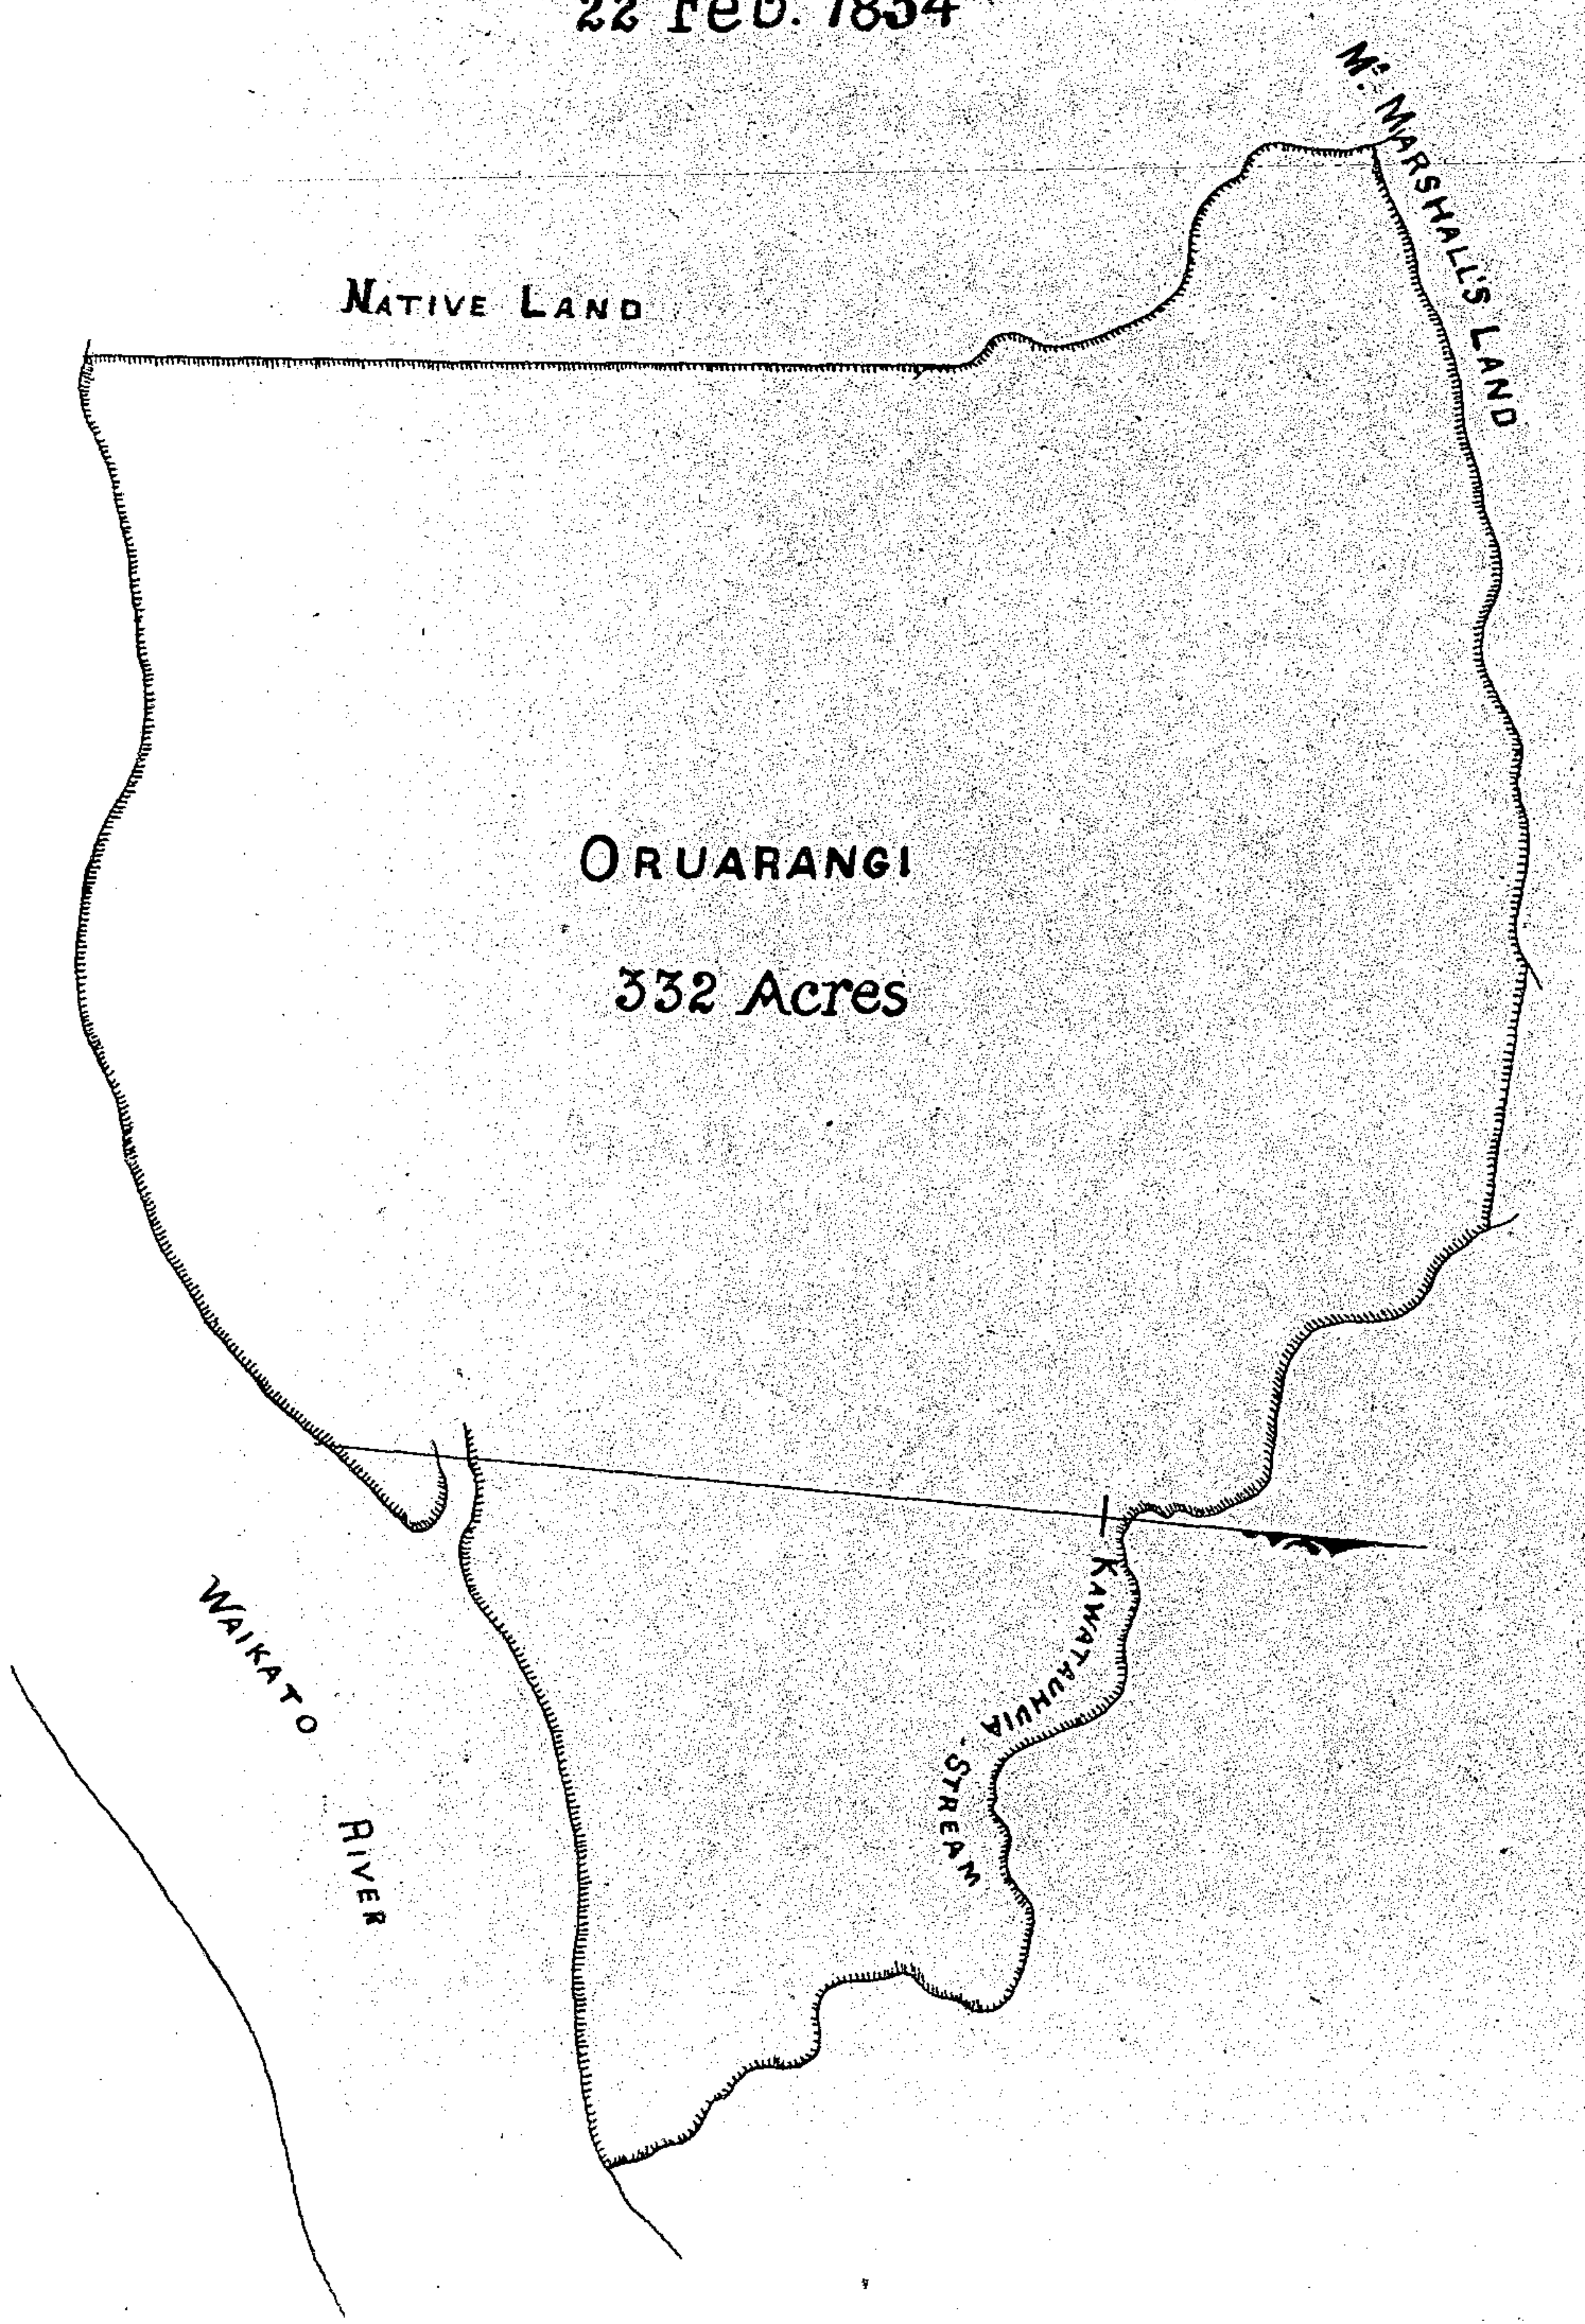 22 Feb. 1854
Mr. MARSHALL'S LAND
NATIVE LAND
ORUARANGI
332 Acres
KAWATAUHUIA STREAM
WAIKATO RIVER